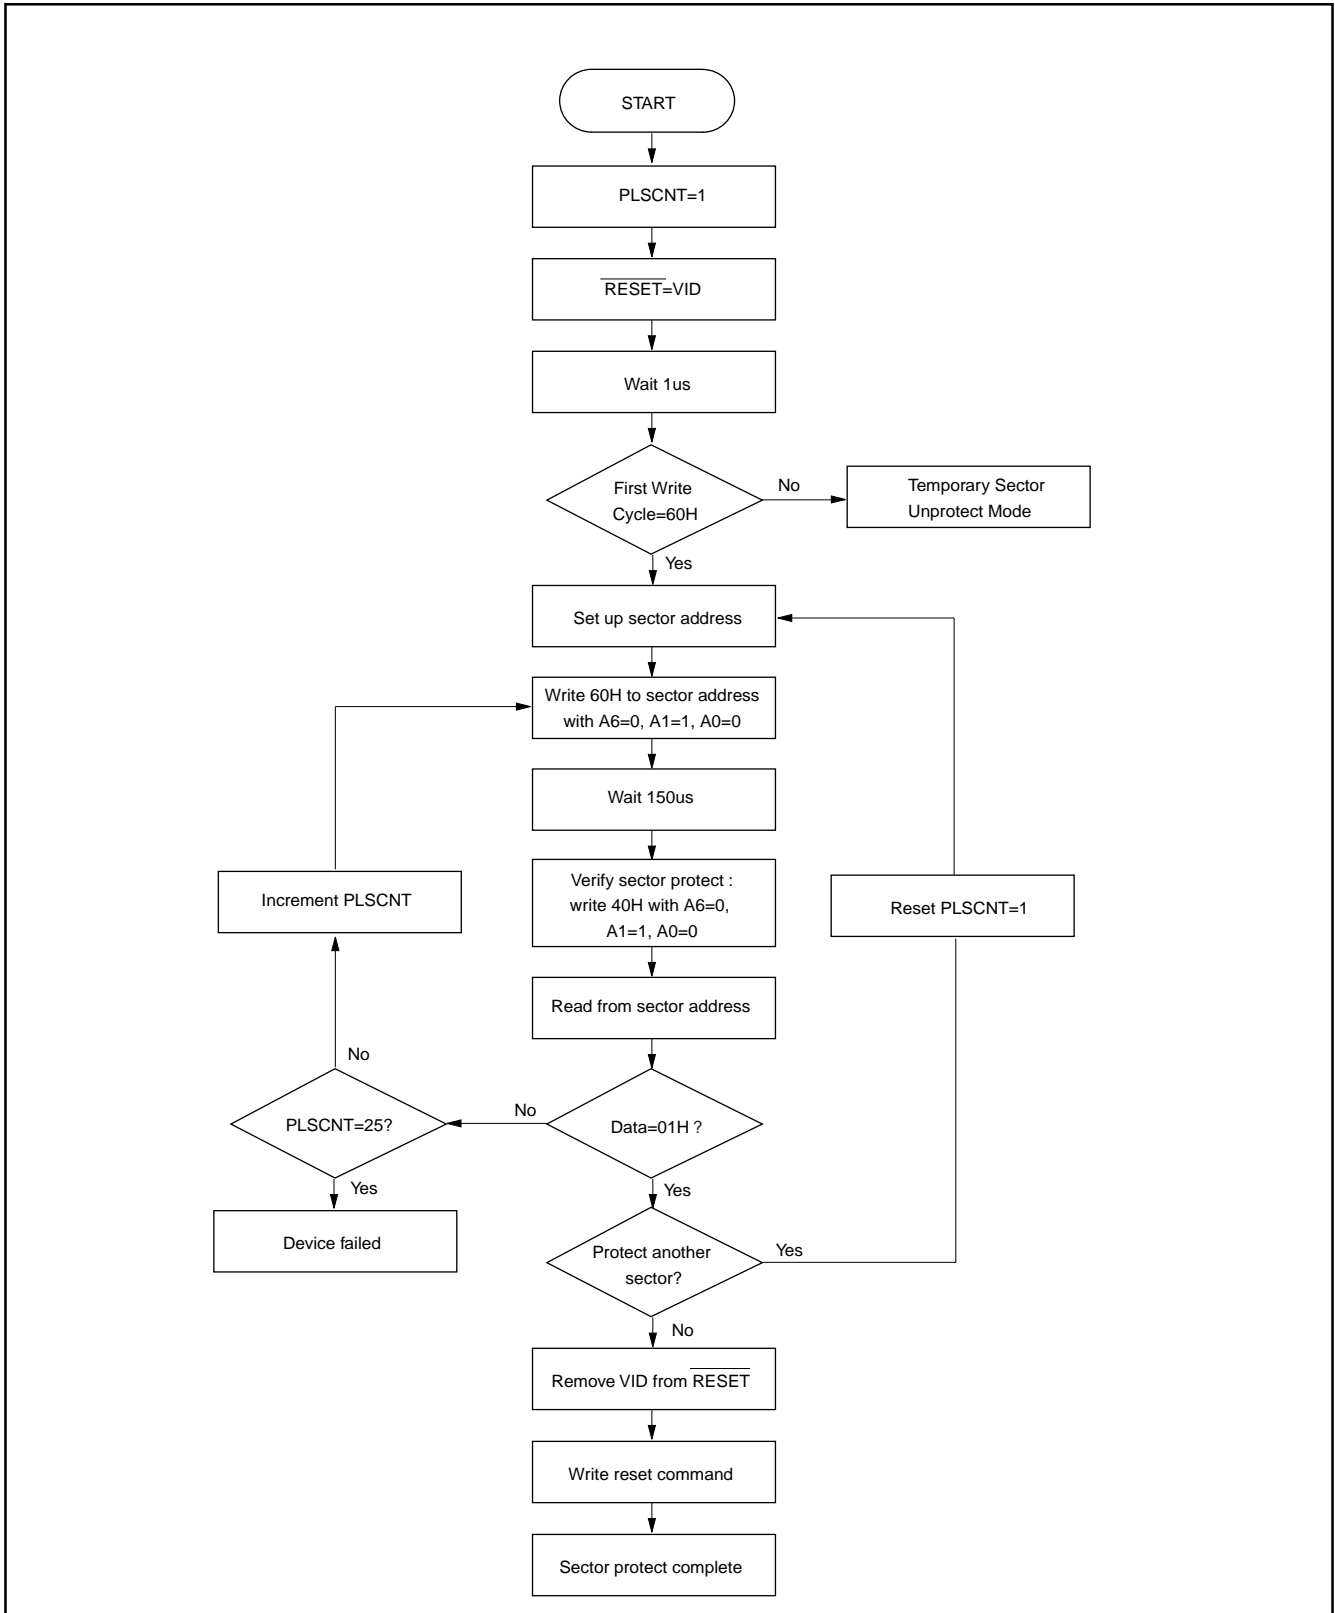 START
PLSCNT=1
RESET=VID
Wait 1us
First Write
Cycle=60H
No
Temporary Sector
Unprotect Mode
Yes
Set up sector address
Write 60H to sector address
with A6=0, A1=1, A0=0
Wait 150us
Verify sector protect :
write 40H with A6=0,
A1=1, A0=0
Increment PLSCNT
Reset PLSCNT=1
Read from sector address
No
PLSCNT=25?
No
Data=01H ?
Yes
Yes
Device failed
Protect another
sector?
Yes
No
Remove VID from RESET
Write reset command
Sector protect complete